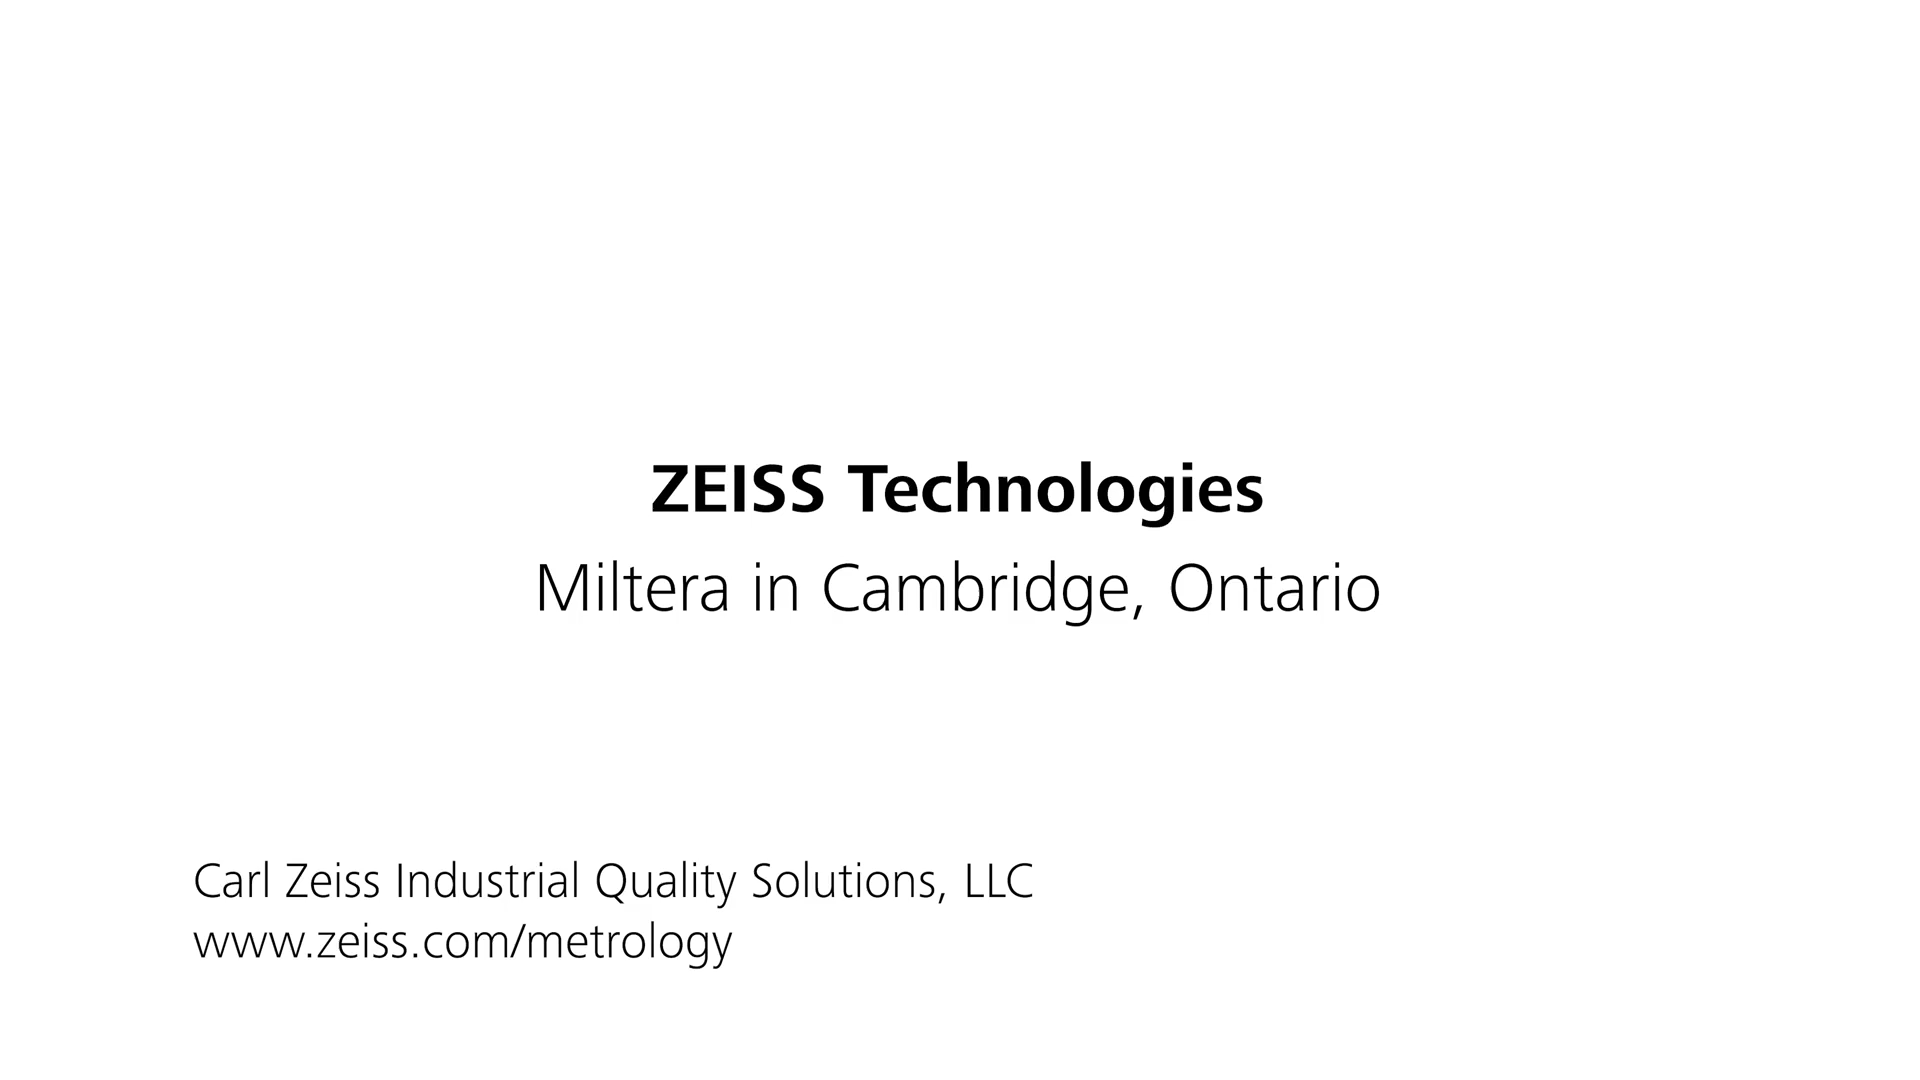 ZEISS Technologies
Miltera in Cambridge, Ontario
Carl Zeiss Industrial Quality Solutions, LLC
www.zeiss.com/metrology